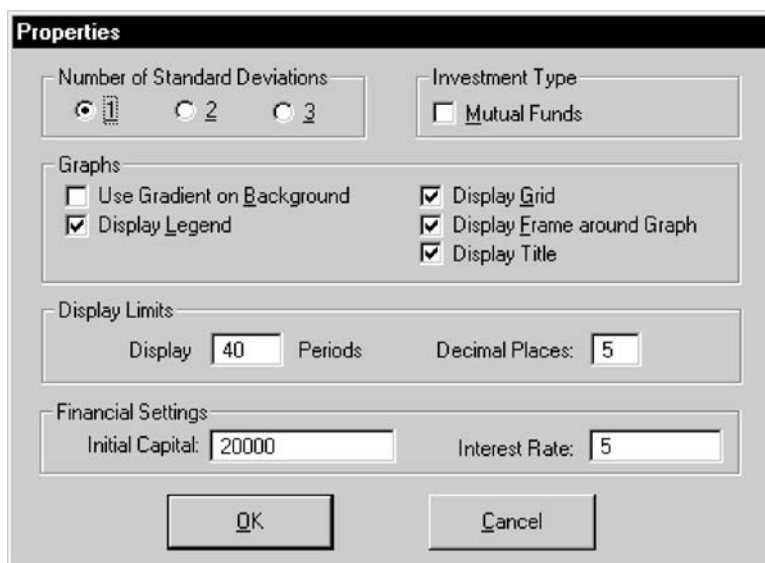 Properties
Number of Standard Deviations
1 2 3
Investment Type
Mutual Funds
Graphs
Use Gradient on Background
Display Legend
Display Grid
Display Frame around Graph
Display Title
Display Limits
Display 40 Periods Decimal Places: 5
Financial Settings
Initial Capital: 20000 Interest Rate: 5
OK Cancel